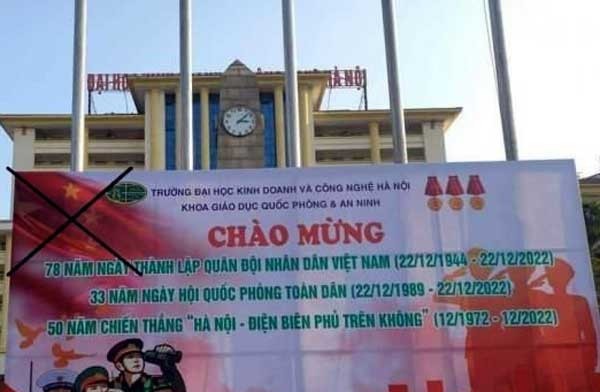 ĐẠI HỌC HÀ NỘI
TRƯỜNG ĐẠI HỌC KINH DOANH VÀ CÔNG NGHỆ HÀ NỘI
KHOA GIÁO DỤC QUỐC PHÒNG & AN NINH
CHÀO MỪNG
78 NĂM NGÀY THÀNH LẬP QUÂN ĐỘI NHÂN DÂN VIỆT NAM (22/12/1944 - 22/12/2022)
33 NĂM NGÀY HỘI QUỐC PHÒNG TOÀN DÂN (22/12/1989 - 22/12/2022)
50 NĂM CHIẾN THẮNG "HÀ NỘI - ĐIỆN BIÊN PHỦ TRÊN KHÔNG" (12/1972 - 12/2022)